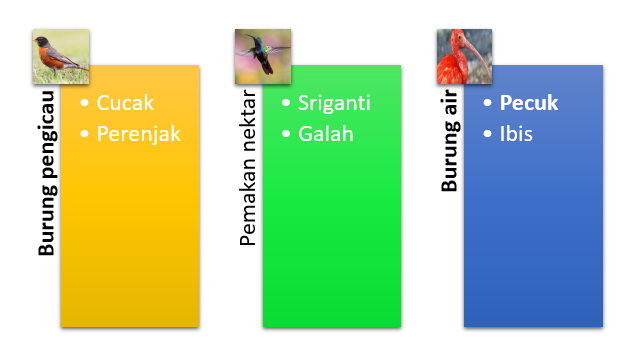 Burung pengicau
• Cucak
• Perenjak
Pemakan nektar
• Sriganti
• Galah
Burung air
• Pecuk
• Ibis